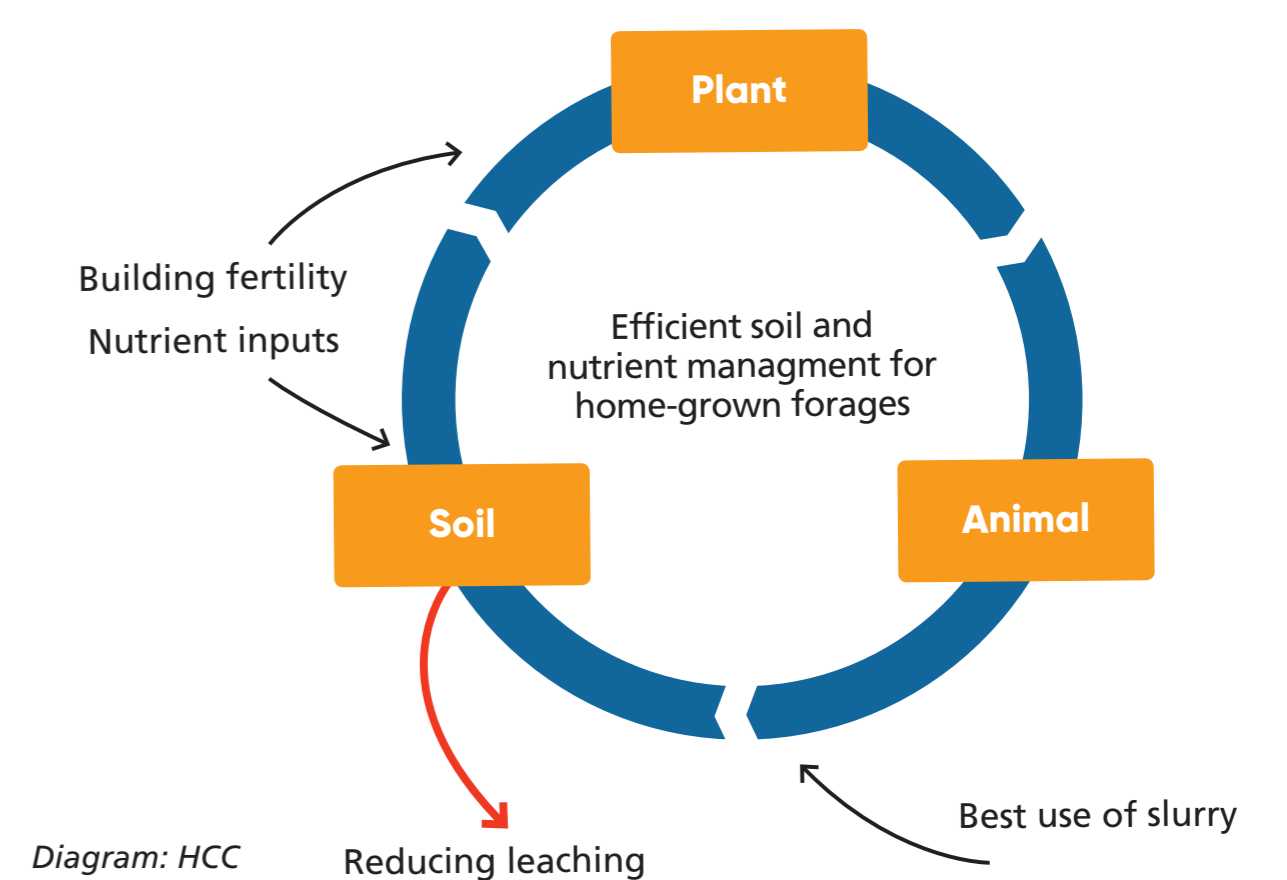 Plant
Building fertility
Nutrient inputs
Efficient soil and
nutrient managment for
home-grown forages
Soil
Animal
Best use of slurry
Diagram: HCC
Reducing leaching